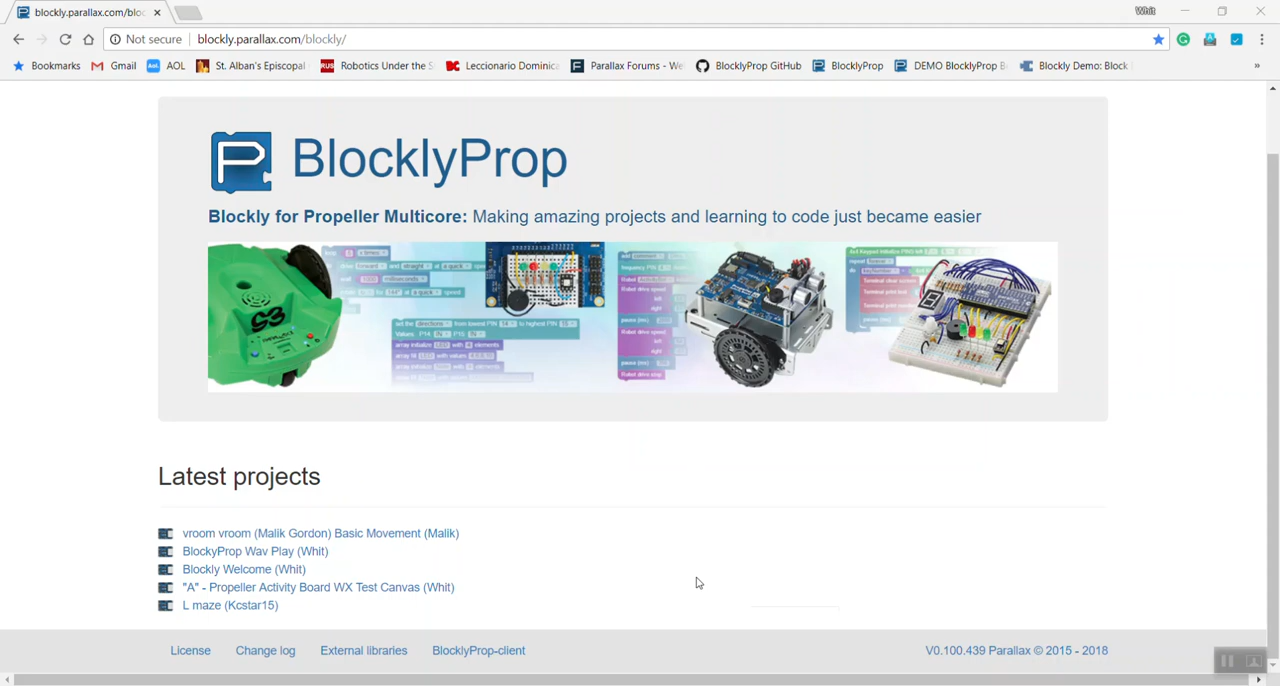 blockly.parallax.com/bloc
Whit
Not secure
blockly.parallax.com/blockly/
Bookmarks
Gmail
AOL
St. Alban's Episcopal
Robotics Under the S
Leccionario Dominica
Parallax Forums - We
BlocklyProp GitHub
BlocklyProp
DEMO BlocklyProp B
Blockly Demo: Block
»
P BlocklyProp
Blockly for Propeller Multicore: Making amazing projects and learning to code just became easier
S3
Latest projects
vroom vroom (Malik Gordon) Basic Movement (Malik)
BlockyProp Wav Play (Whit)
Blockly Welcome (Whit)
"A" - Propeller Activity Board WX Test Canvas (Whit)
L maze (Kcstar15)
License
Change log
External libraries
BlocklyProp-client
V0.100.439 Parallax © 2015 - 2018